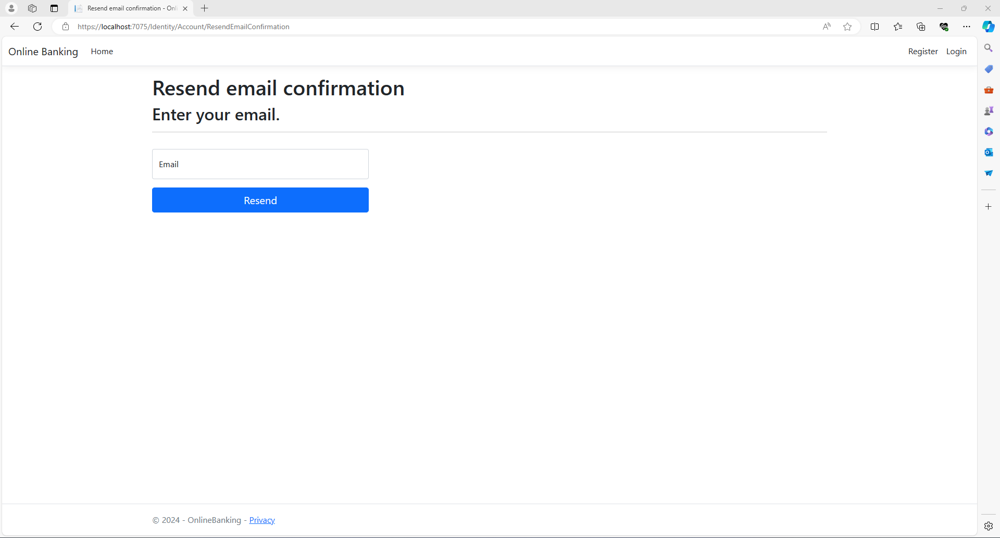 Resend email confirmation - Onli
https://localhost:7075/Identity/Account/ResendEmailConfirmation
Online Banking Home Register Login
Resend email confirmation
Enter your email.
Email
Resend
© 2024 - OnlineBanking - Privacy